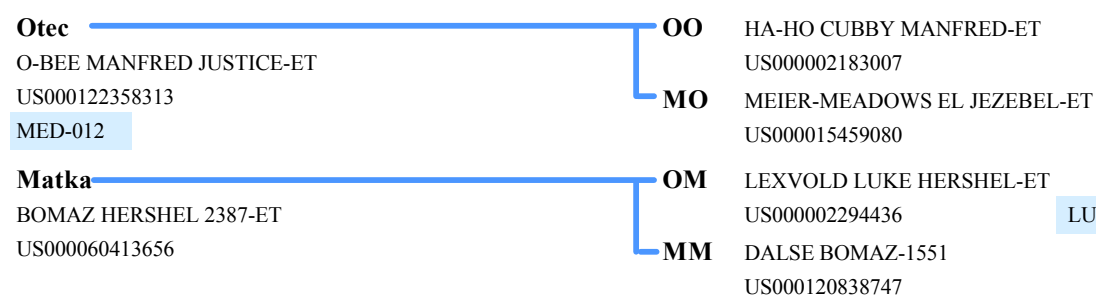 Otec OO HA-HO CUBBY MANFRED-ET
O-BEE MANFRED JUSTICE-ET US000002183007
US000122358313 MO MEIER-MEADOWS EL JEZEBEL-ET
MED-012 US000015459080
Matka OM LEXVOLD LUKE HERSHEL-ET
BOMAZ HERSHEL 2387-ET US000002294436 LU
US000060413656 MM DALSE BOMAZ-1551
US000120838747